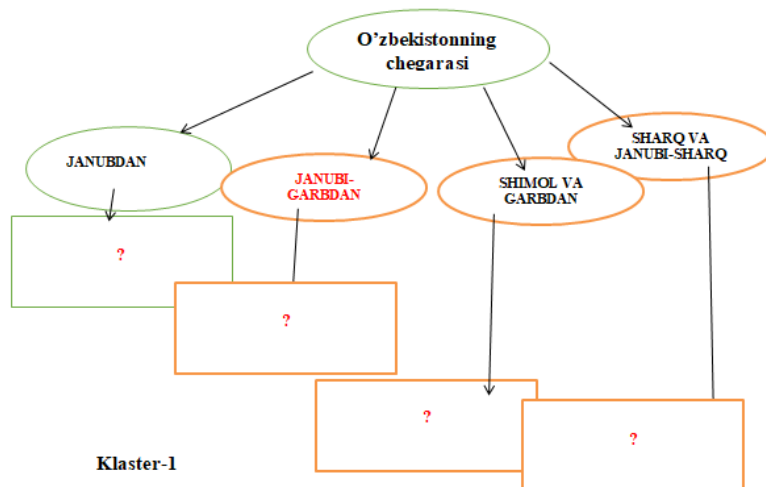 O’zbekistonning
chegarasi
JANUBDAN
JANUBI-
GARBDAN
SHIMOL VA
GARBDAN
SHARQ VA
JANUBI-SHARQ
?
?
?
?
Klaster-1